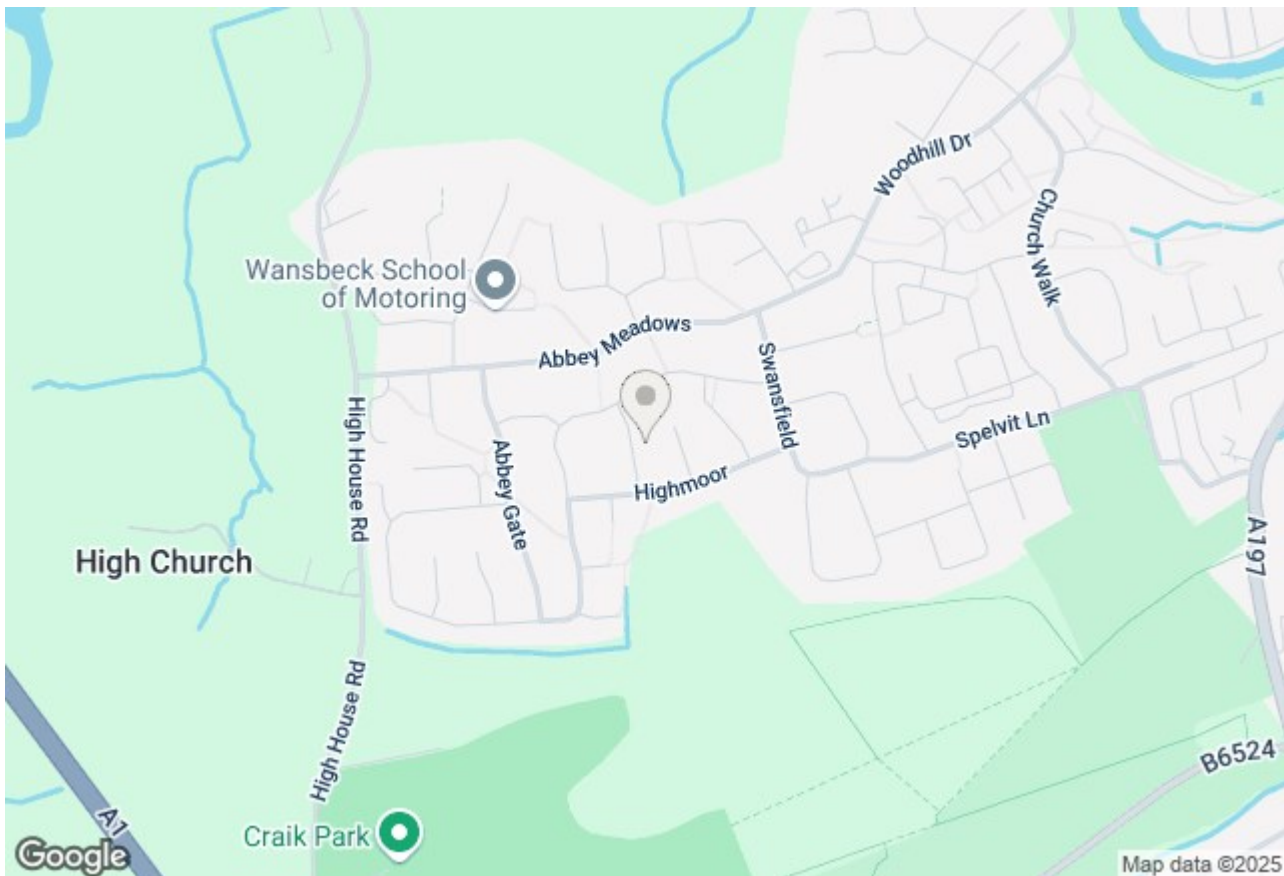 Woodhill Dr
Church Walk
Wansbeck School
of Motoring
Abbey Meadows
Swansfield
High House Rd
Abbey Gate
Spelvit Ln
Highmoor
A197
High Church
High House Rd
B6524
A1
Craik Park
Google
Map data ©2025